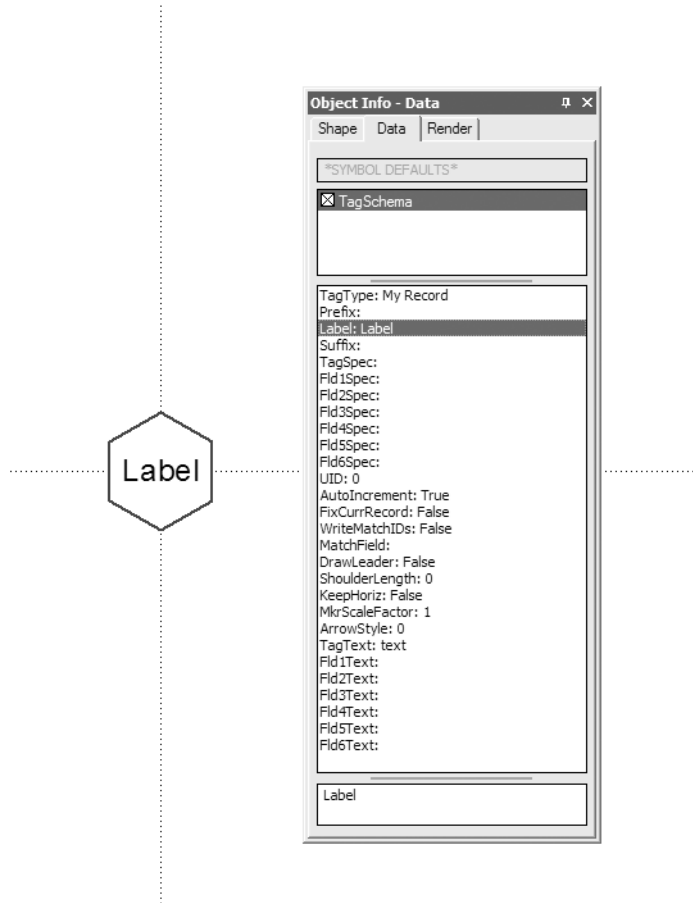 Label
Object Info - Data
Shape Data Render
*SYMBOL DEFAULTS*
TagSchema
TagType: My Record
Prefix:
Label: Label
Suffix:
TagSpec:
Fld1Spec:
Fld2Spec:
Fld3Spec:
Fld4Spec:
Fld5Spec:
Fld6Spec:
UID: 0
AutoIncrement: True
FixCurrRecord: False
WriteMatchIDs: False
MatchField:
DrawLeader: False
ShoulderLength: 0
KeepHoriz: False
MkrScaleFactor: 1
ArrowStyle: 0
TagText: text
Fld1Text:
Fld2Text:
Fld3Text:
Fld4Text:
Fld5Text:
Fld6Text:
Label